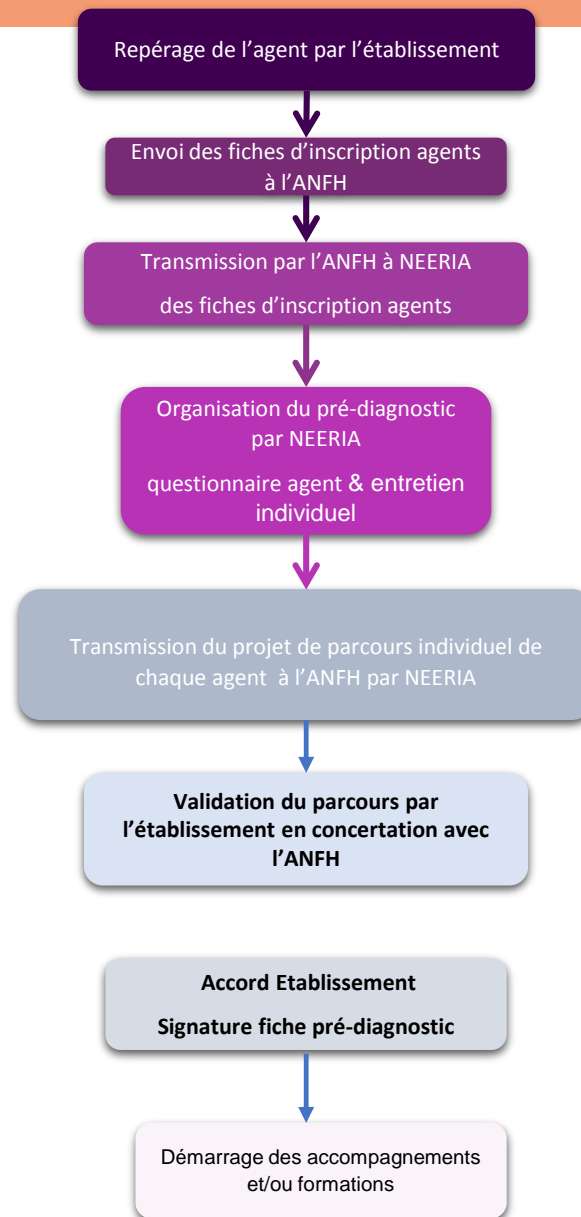 Repérage de l'agent par l'établissement
Envoi des fiches d'inscription agents
à l'ANFH
Transmission par l'ANFH à NEERIA
des fiches d'inscription agents
Organisation du pré-diagnostic
par NEERIA
questionnaire agent & entretien
individuel
Transmission du projet de parcours individuel de
chaque agent à l'ANFH par NEERIA
Validation du parcours par
l'établissement en concertation avec
l'ANFH
Accord Etablissement
Signature fiche pré-diagnostic
Démarrage des accompagnements
et/ou formations